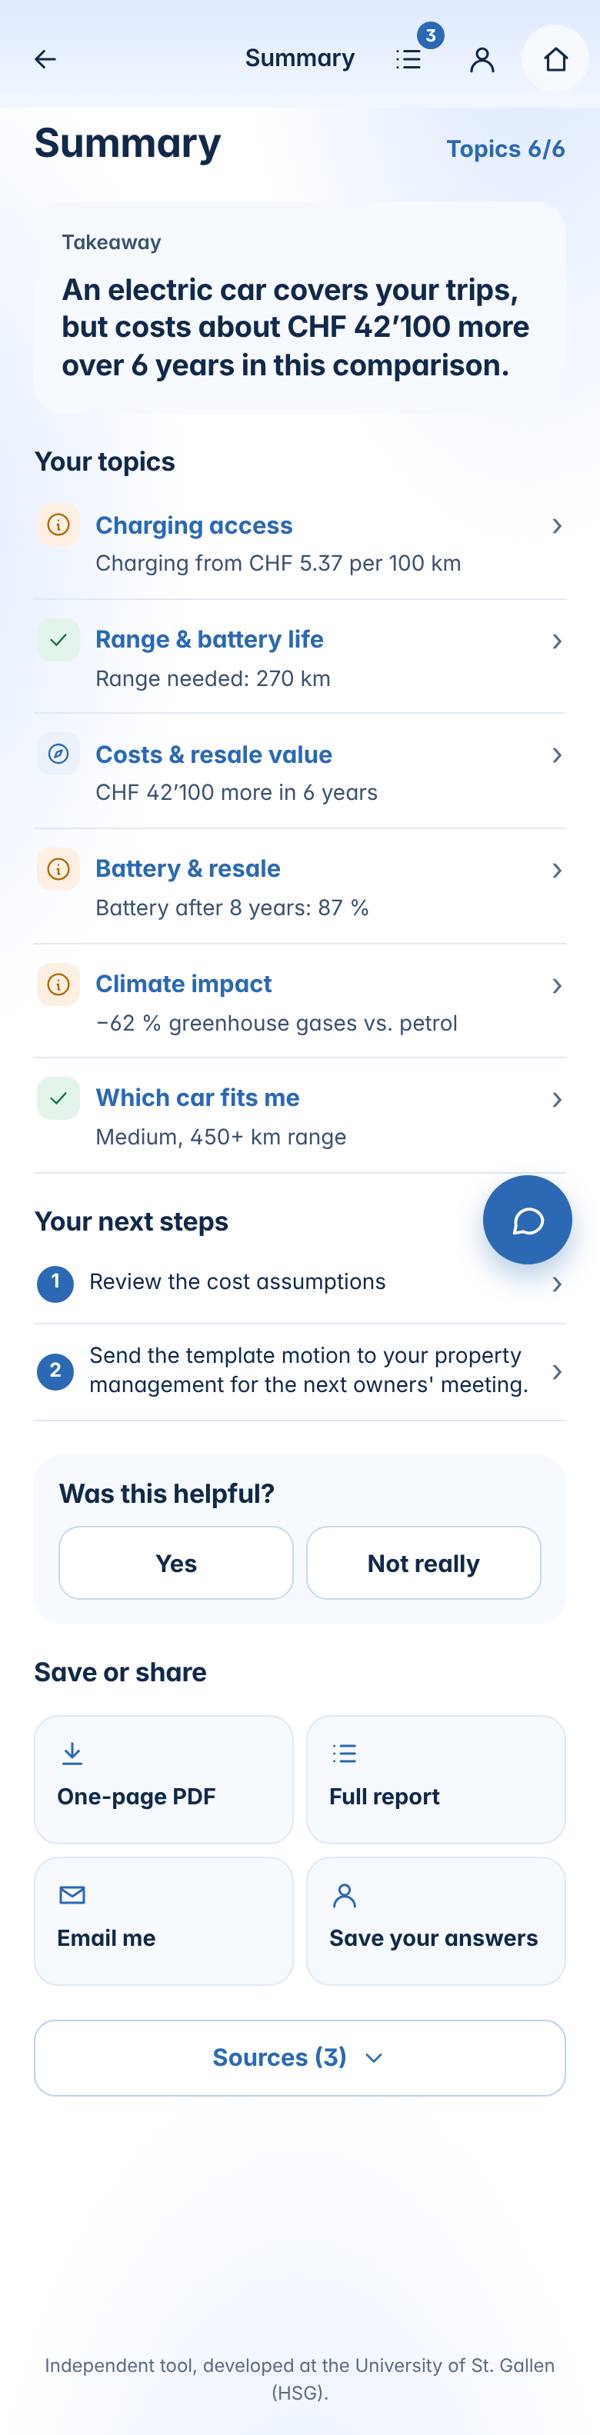 Summary
3
Summary
Topics 6/6
Takeaway
An electric car covers your trips,
but costs about CHF 42’100 more
over 6 years in this comparison.
Your topics
Charging access
Charging from CHF 5.37 per 100 km
Range & battery life
Range needed: 270 km
Costs & resale value
CHF 42’100 more in 6 years
Battery & resale
Battery after 8 years: 87 %
Climate impact
−62 % greenhouse gases vs. petrol
Which car fits me
Medium, 450+ km range
Your next steps
1
Review the cost assumptions
2
Send the template motion to your property
management for the next owners' meeting.
Was this helpful?
Yes
Not really
Save or share
One-page PDF
Full report
Email me
Save your answers
Sources (3)
Independent tool, developed at the University of St. Gallen
(HSG).